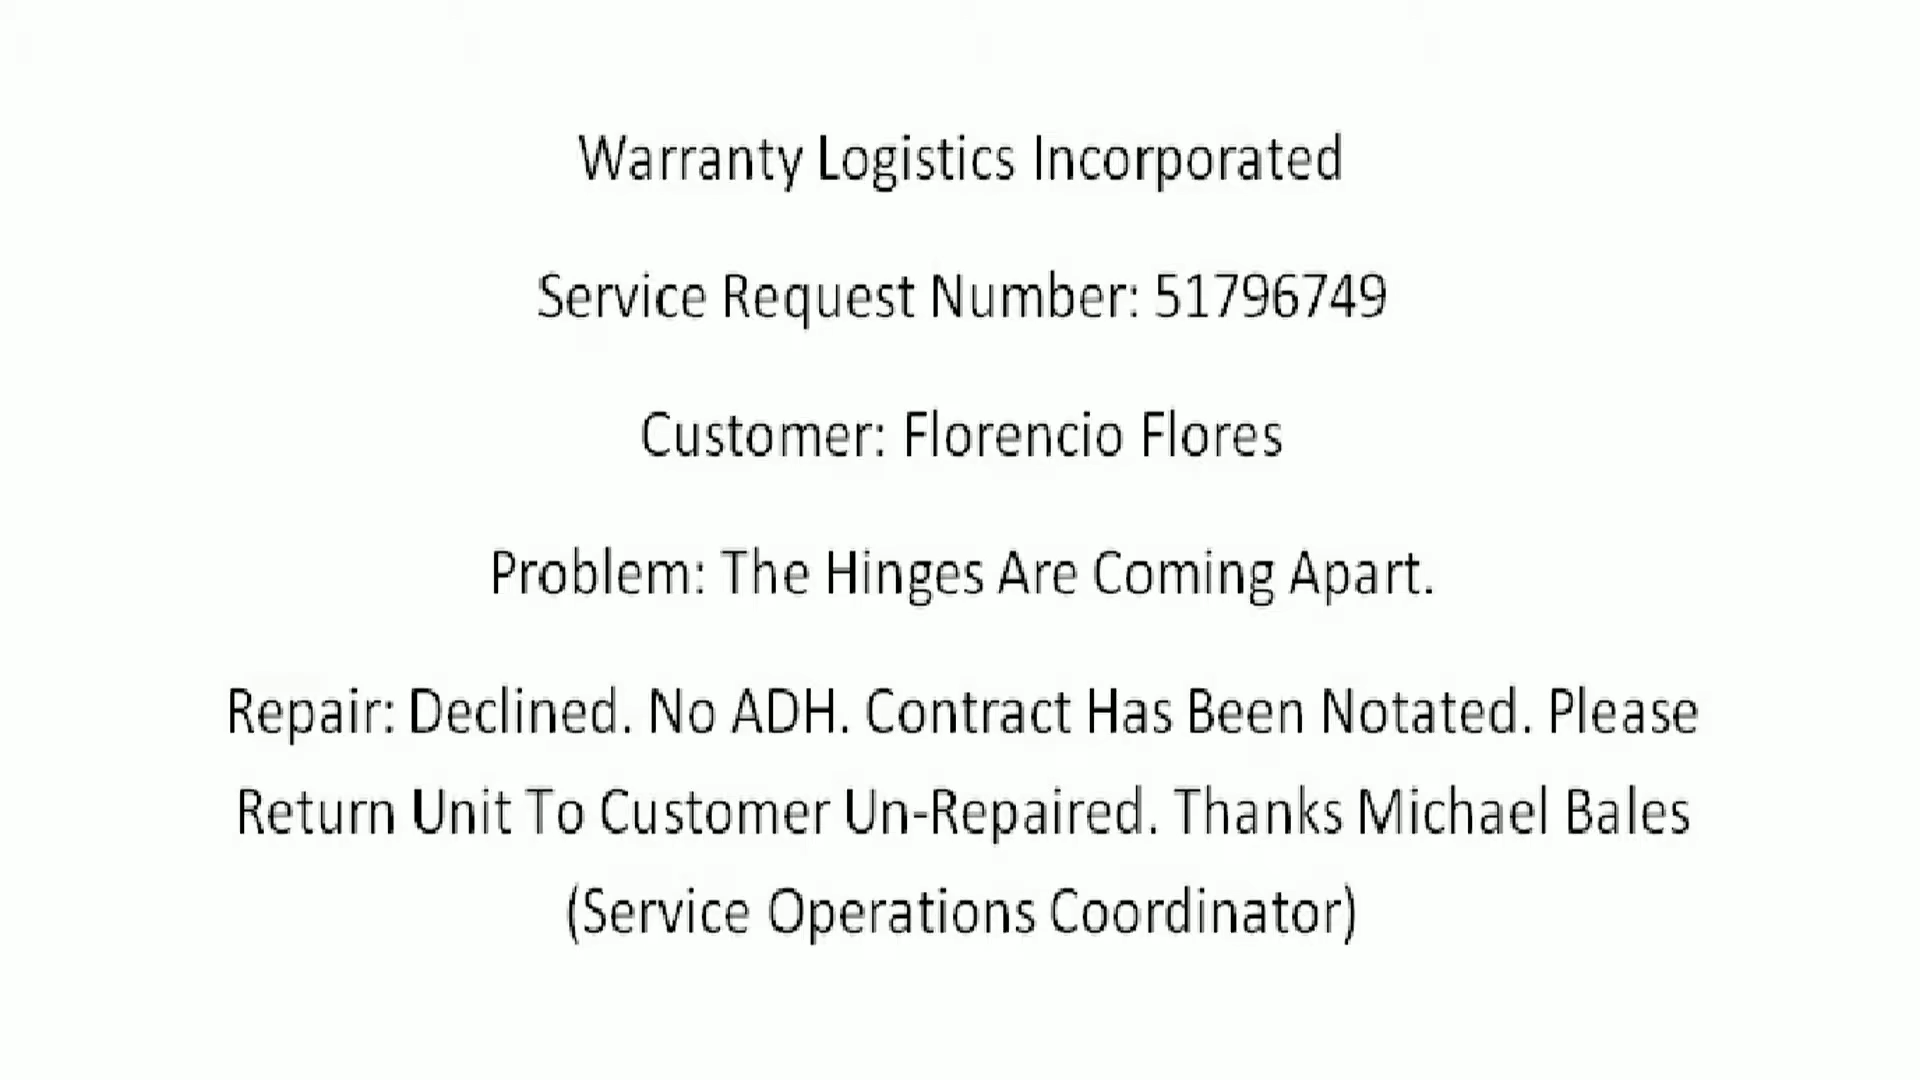 Warranty Logistics Incorporated
Service Request Number: 51796749
Customer: Florencio Flores
Problem: The Hinges Are Coming Apart.
Repair: Declined. No ADH. Contract Has Been Notated. Please
Return Unit To Customer Un-Repaired. Thanks Michael Bales
(Service Operations Coordinator)